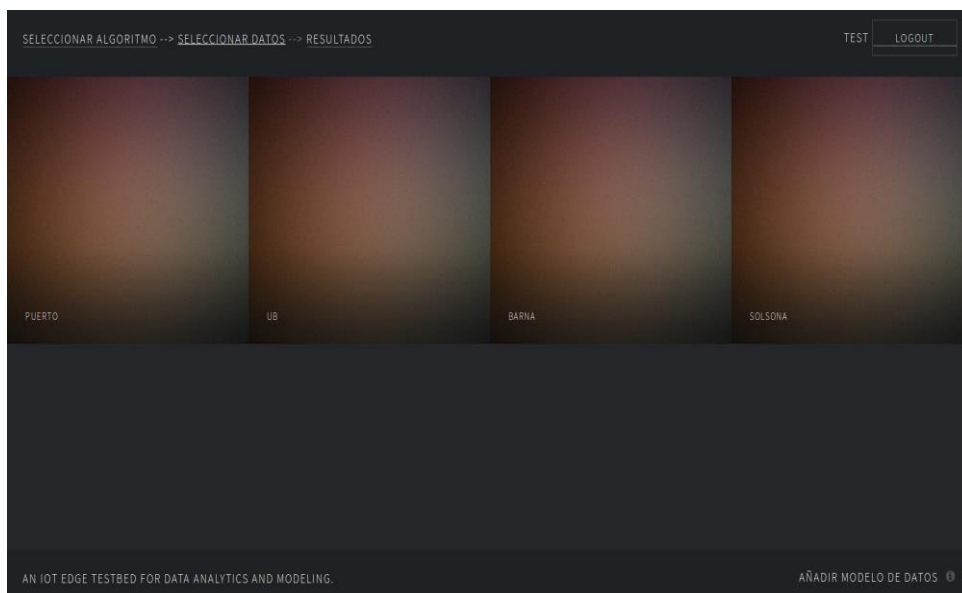 SELECCIONAR ALGORITMO --> SELECCIONAR DATOS --> RESULTADOS
TEST LOGOUT
PUERTO
UB
BARNA
SOLSONA
AN IOT EDGE TESTBED FOR DATA ANALYTICS AND MODELING.
AÑADIR MODELO DE DATOS